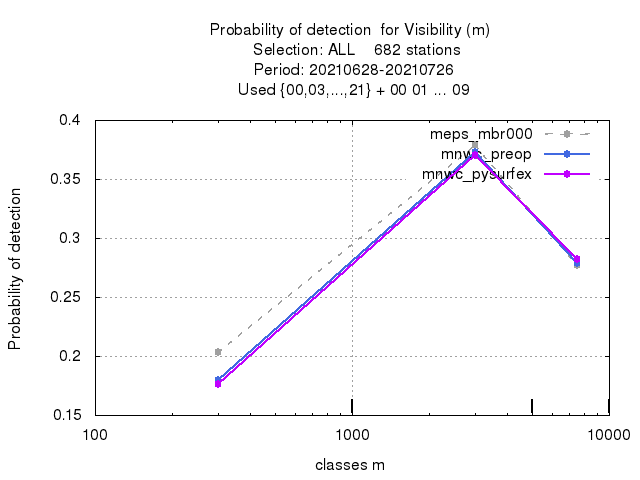 Probability of detection  for Visibility (m)
Selection: ALL    682 stations
Period: 20210628-20210726
Used {00,03,...,21} + 00 01 ... 09
meps_mbr000
mnwc_preop
mnwc_pysurfex
0.4
0.35
0.3
0.25
0.2
0.15
Probability of detection
100
1000
10000
classes m